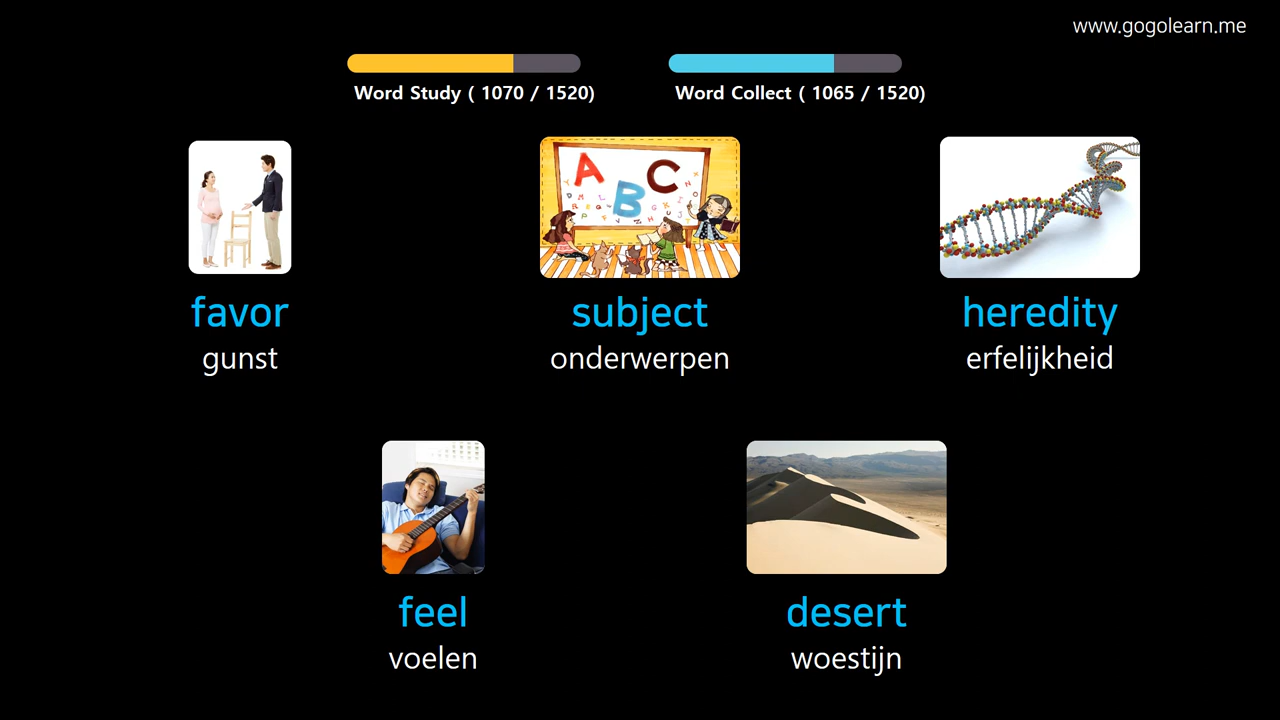 www.gogolearn.me
Word Study ( 1070 / 1520)
Word Collect ( 1065 / 1520)
A B C
favor
subject
heredity
gunst
onderwerpen
erfelijkheid
feel
desert
voelen
woestijn